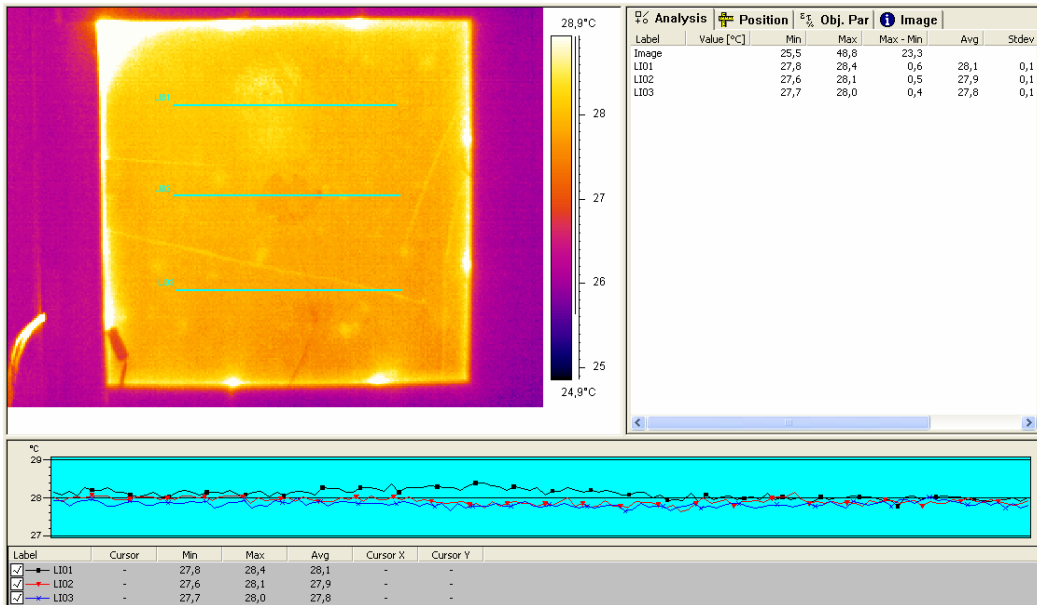 28,9°C
28
27
26
25
24,9°C
LI01
Analysis Position Obj. Par Image
Label Value [°C] Min Max Max - Min Avg Stdev
Image 25,5 48,8 23,3
LI01 27,8 28,4 0,6 28,1 0,1
LI02 27,6 28,1 0,5 27,9 0,1
LI03 27,7 28,0 0,4 27,8 0,1
°C
29
28
27
Label Cursor Min Max Avg Cursor X Cursor Y
LI01 - 27,8 28,4 28,1 - -
LI02 - 27,6 28,1 27,9 - -
LI03 - 27,7 28,0 27,8 - -